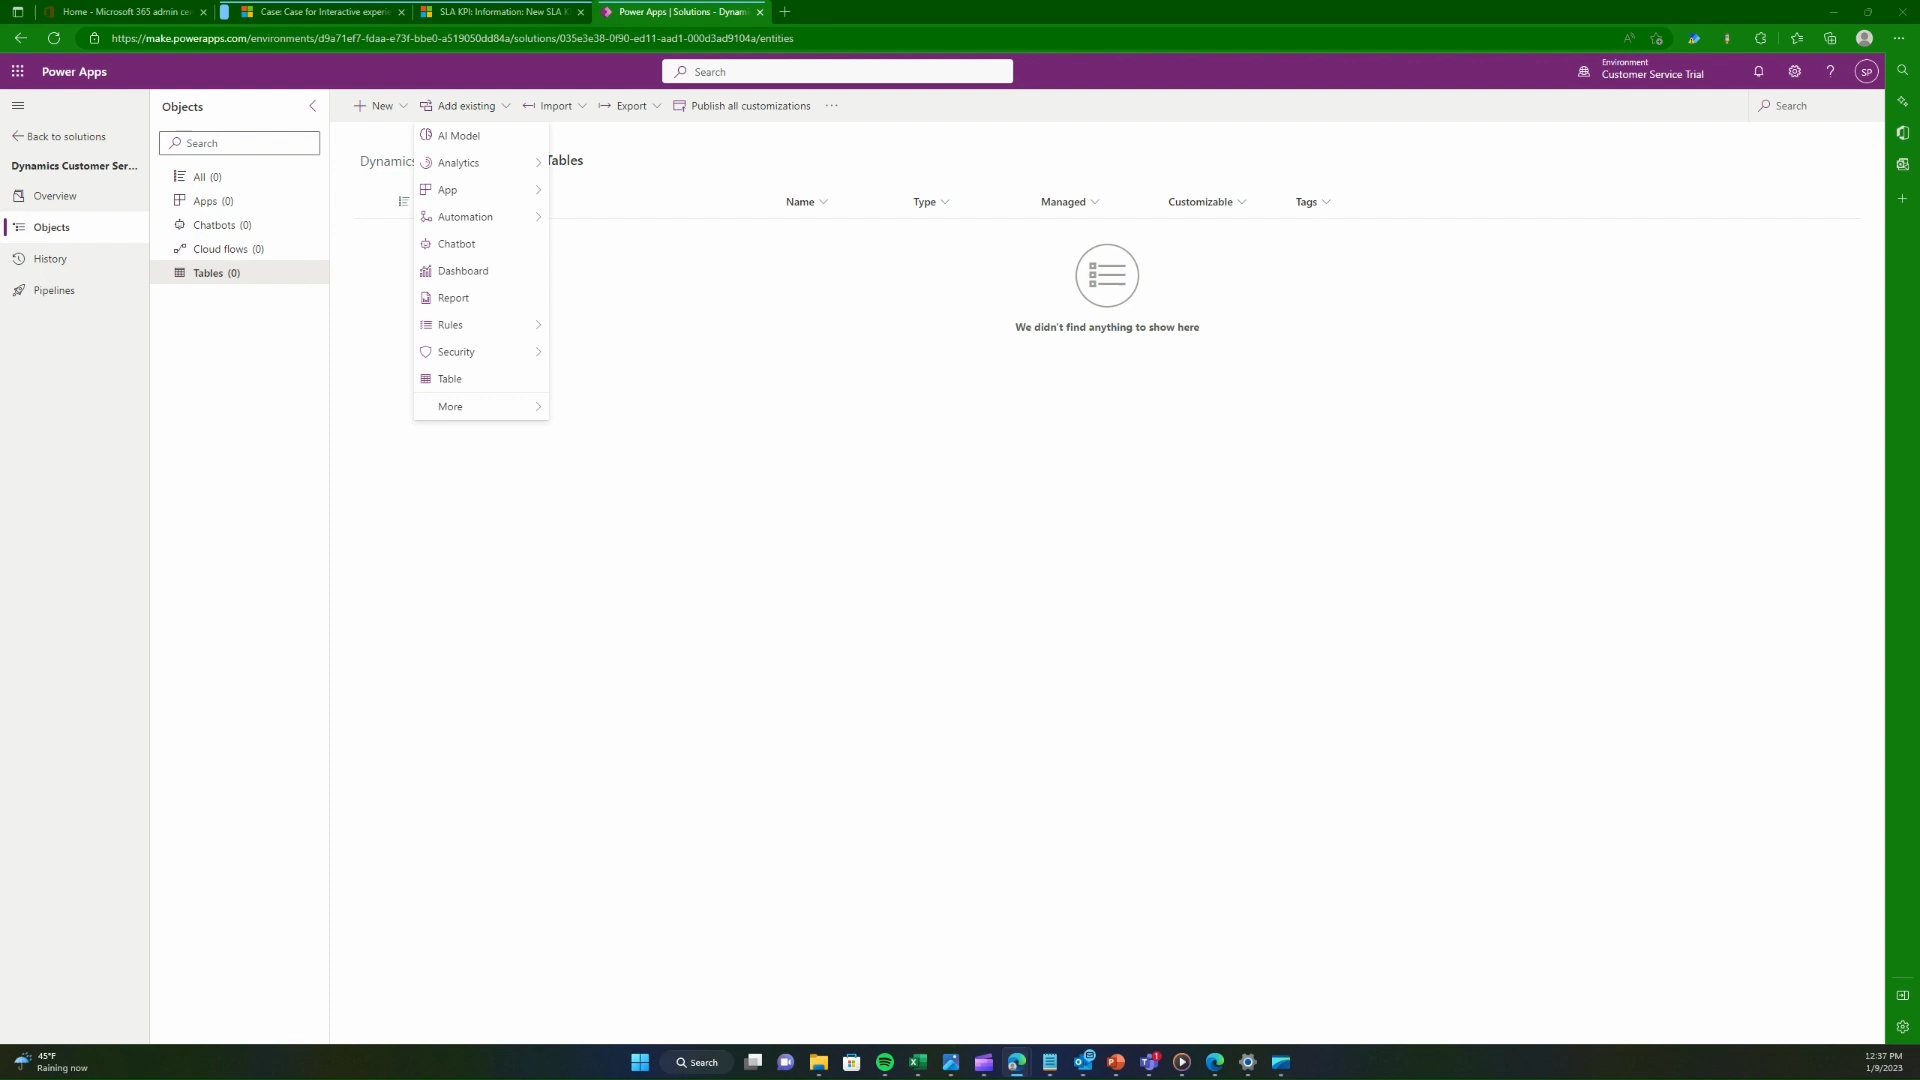 Home - Microsoft 365 admin ce
Case: Case for Interactive experie
SLA KPI: Information: New SLA K
Power Apps | Solutions - Dynam
https://make.powerapps.com/environments/d9a71ef7-fdaa-e73f-bbe0-a519050dd84a/solutions/035e3e38-0f90-ed11-aad1-000d3ad9104a/entities
Power Apps
Search
Environment
Customer Service Trial
SP
Objects
New
Add existing
Import
Export
Publish all customizations
Search
Back to solutions
Search
Dynamics Customer Ser...
Overview
Objects
History
Pipelines
All (0)
Apps (0)
Chatbots (0)
Cloud flows (0)
Tables (0)
AI Model
Analytics
App
Automation
Chatbot
Dashboard
Report
Rules
Security
Table
More
Dynamics
Tables
Name
Type
Managed
Customizable
Tags
We didn't find anything to show here
45°F
Raining now
Search
1
12:37 PM
1/9/2023